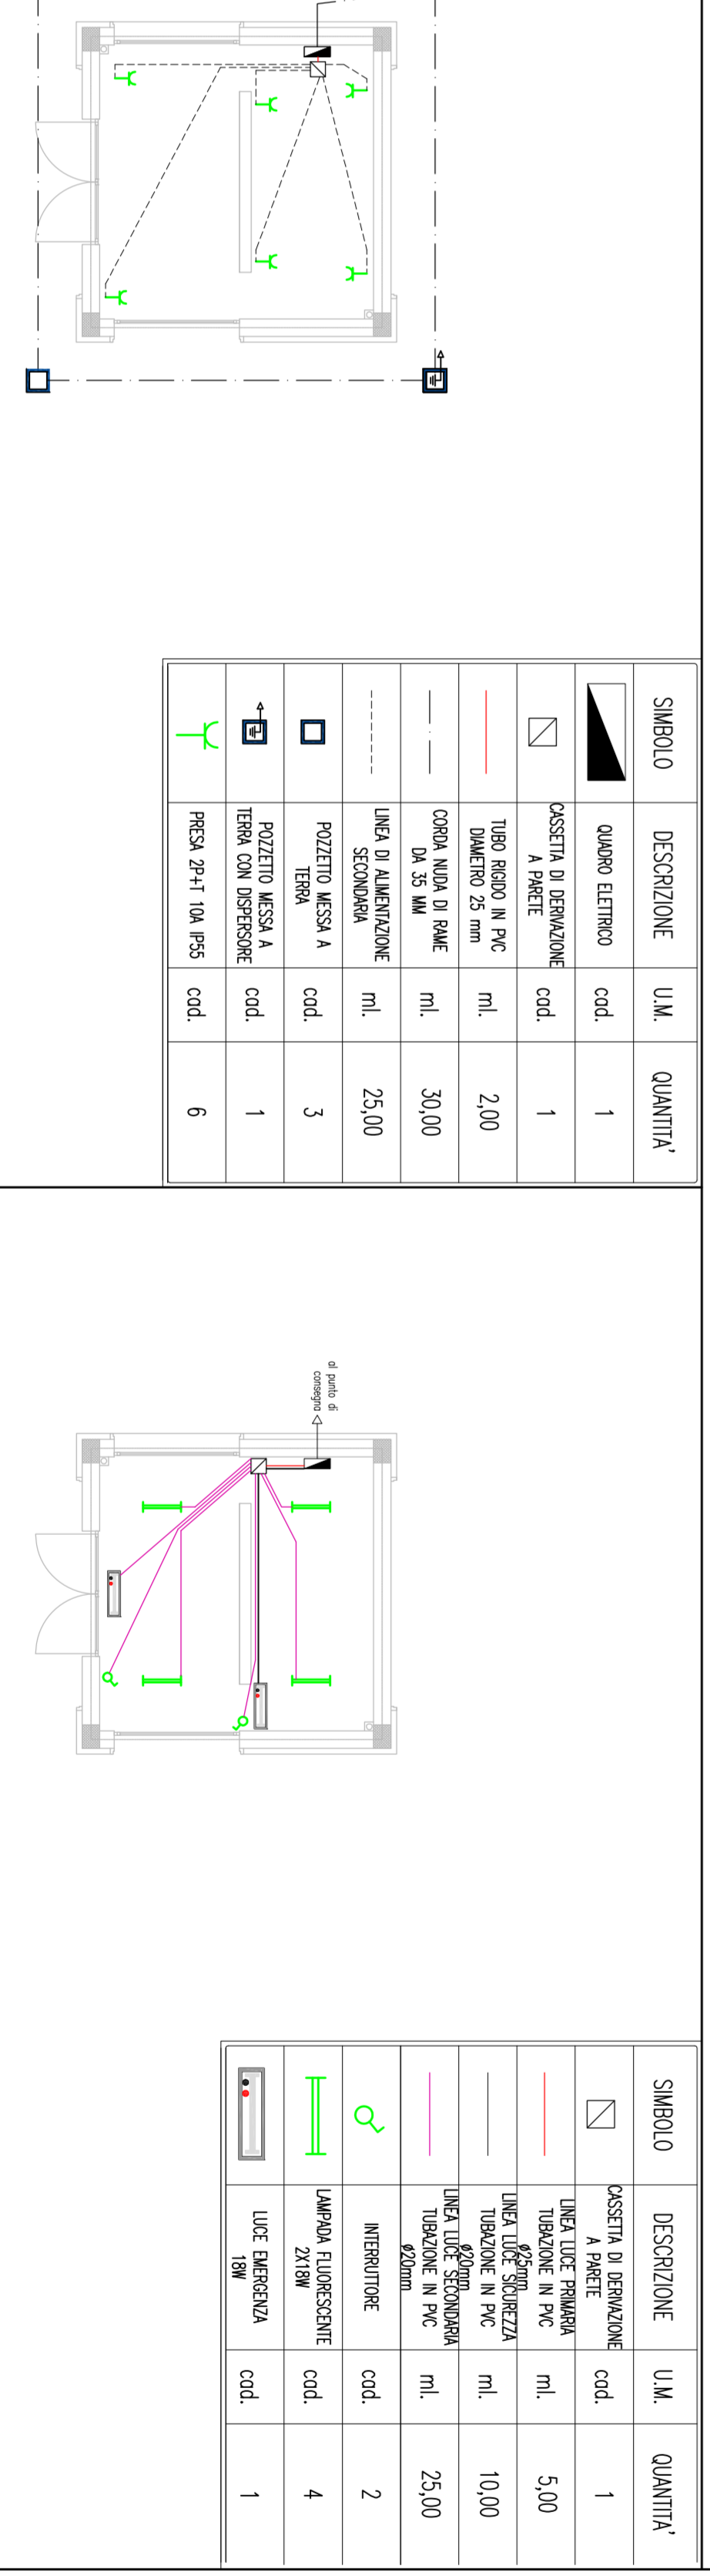 SIMBOLO DESCRIZIONE U.M. QUANTITA'
QUADRO ELETTRICO cad. 1
CASSETTA DI DERIVAZIONE
A PARETE cad. 1
TUBO RIGIDO IN PVC
DIAMETRO 25 mm ml. 2,00
CORDA NUDA DI RAME
DA 35 MM ml. 30,00
LINEA DI ALIMENTAZIONE
SECONDARIA ml. 25,00
POZZETTO MESSA A
TERRA cad. 3
POZZETTO MESSA A
TERRA CON DISPERSORE cad. 1
PRESA 2P+T 10A IP55 cad. 6
al punto di
consegna
SIMBOLO DESCRIZIONE U.M. QUANTITA'
CASSETTA DI DERIVAZIONE
A PARETE cad. 1
LINEA LUCE PRIMARIA
TUBAZIONE IN PVC
ø25mm ml. 5,00
LINEA LUCE SICUREZZA
TUBAZIONE IN PVC
ø20mm ml. 10,00
LINEA LUCE SECONDARIA
TUBAZIONE IN PVC
ø20mm ml. 25,00
INTERRUTTORE cad. 2
LAMPADA FLUORESCENTE
2X18W cad. 4
LUCE EMERGENZA
18W cad. 1